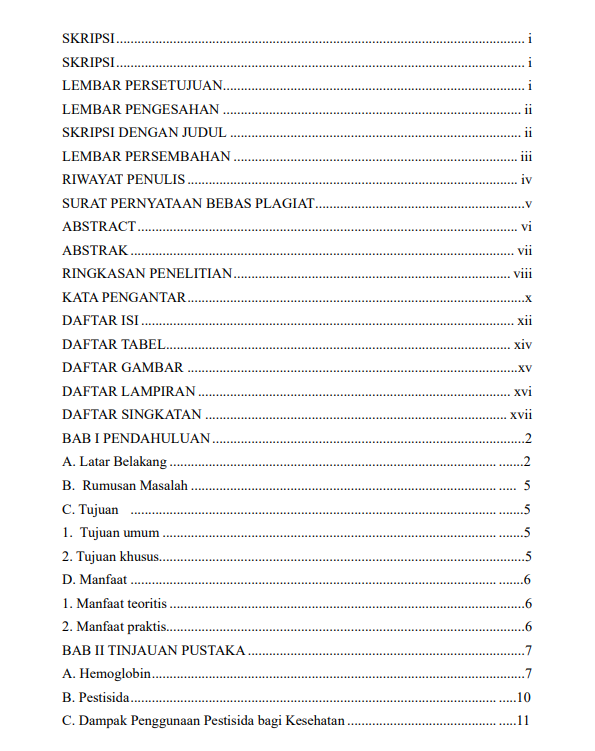 SKRIPSI.................................................................................................................. i
SKRIPSI.................................................................................................................. i
LEMBAR PERSETUJUAN.................................................................................... i
LEMBAR PENGESAHAN .................................................................................... ii
SKRIPSI DENGAN JUDUL .................................................................................. ii
LEMBAR PERSEMBAHAN ................................................................................ iii
RIWAYAT PENULIS ............................................................................................ iv
SURAT PERNYATAAN BEBAS PLAGIAT...........................................................v
ABSTRACT.......................................................................................................... vi
ABSTRAK ........................................................................................................... vii
RINGKASAN PENELITIAN.............................................................................. viii
KATA PENGANTAR..............................................................................................x
DAFTAR ISI ........................................................................................................ xii
DAFTAR TABEL................................................................................................ xiv
DAFTAR GAMBAR ............................................................................................xv
DAFTAR LAMPIRAN ....................................................................................... xvi
DAFTAR SINGKATAN .................................................................................... xvii
BAB I PENDAHULUAN.......................................................................................2
A. Latar Belakang ........................................................................................... .......2
B.  Rumusan Masalah ..................................................................................... .....  5
C. Tujuan   ...................................................................................................... .......5
1.  Tujuan umum ............................................................................................. .......5
2. Tujuan khusus......................................................................................................5
D. Manfaat ...................................................................................................... .......6
1. Manfaat teoritis ...................................................................................................6
2. Manfaat praktis....................................................................................................6
BAB II TINJAUAN PUSTAKA .............................................................................7
A. Hemoglobin........................................................................................................7
B. Pestisida...................................................................................................... .....10
C. Dampak Penggunaan Pestisida bagi Kesehatan .......................................... .....11